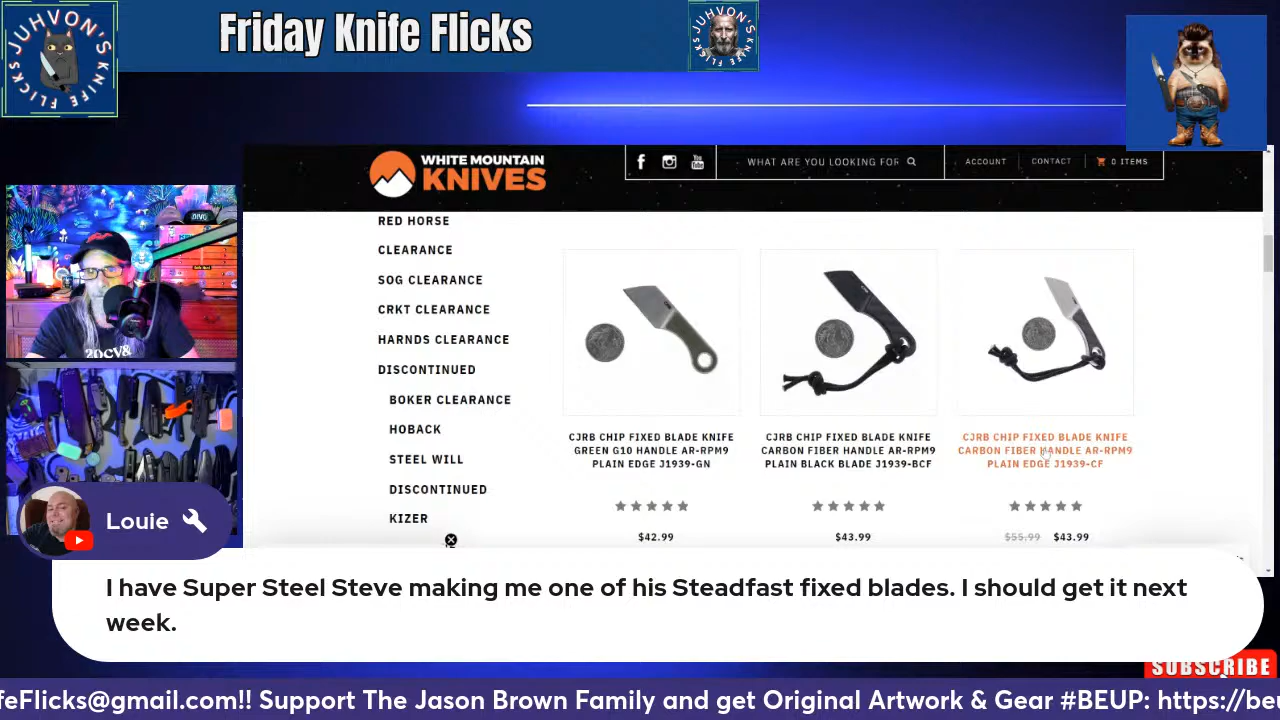 JUHVON'S
KNIFE
FLICKS
Friday Knife Flicks
JUHVON'S
KNIFE
FLICKS
WHITE MOUNTAIN
KNIVES
WHAT ARE YOU LOOKING FOR
ACCOUNT
CONTACT
0 ITEMS
You
RED HORSE
CLEARANCE
SOG CLEARANCE
CRKT CLEARANCE
HARNDS CLEARANCE
DISCONTINUED
BOKER CLEARANCE
HOBACK
STEEL WILL
DISCONTINUED
KIZER
CJRB CHIP FIXED BLADE KNIFE
GREEN G10 HANDLE AR-RPM9
PLAIN EDGE J1939-GN
$42.99
CJRB CHIP FIXED BLADE KNIFE
CARBON FIBER HANDLE AR-RPM9
PLAIN BLACK BLADE J1939-BCF
$43.99
CJRB CHIP FIXED BLADE KNIFE
CARBON FIBER HANDLE AR-RPM9
PLAIN EDGE J1939-CF
$55.99 $43.99
Louie
I have Super Steel Steve making me one of his Steadfast fixed blades. I should get it next
week.
SUBSCRIBE
feFlicks@gmail.com!! Support The Jason Brown Family and get Original Artwork & Gear #BEUP: https://beu